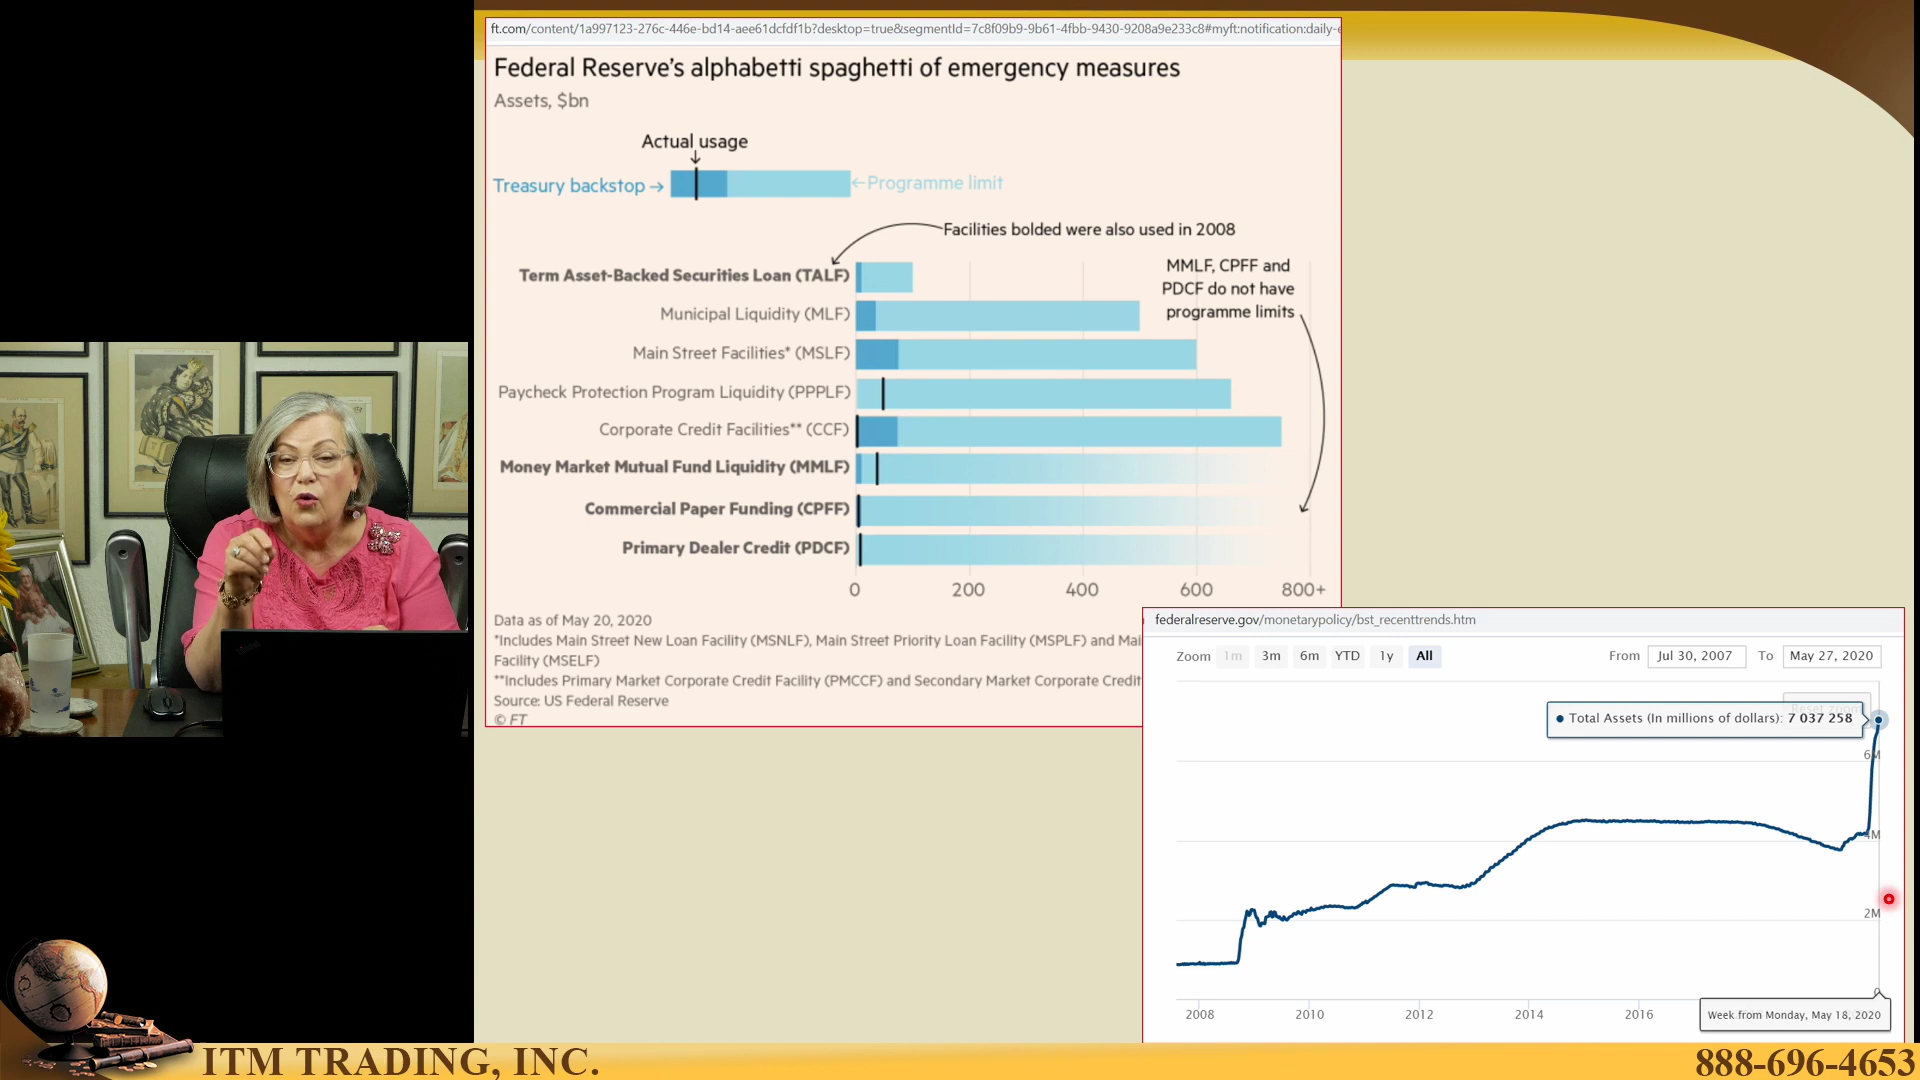 ft.com/content/1a997123-276c-446e-bd14-aee61dcfdf1b?desktop=true&segmentId=7c8f09b9-9b61-4fbb-9430-9208a9e233c8#myft:notification:daily-e
Federal Reserve's alphabetti spaghetti of emergency measures
Assets, $bn
Actual usage
Treasury backstop →
←Programme limit
Facilities bolded were also used in 2008
MMLF, CPFF and
PDCF do not have
programme limits
Term Asset-Backed Securities Loan (TALF)
Municipal Liquidity (MLF)
Main Street Facilities* (MSLF)
Paycheck Protection Program Liquidity (PPPLF)
Corporate Credit Facilities** (CCF)
Money Market Mutual Fund Liquidity (MMLF)
Commercial Paper Funding (CPFF)
Primary Dealer Credit (PDCF)
0 200 400 600 800+
Data as of May 20, 2020
*Includes Main Street New Loan Facility (MSNLF), Main Street Priority Loan Facility (MSPLF) and Mai
Facility (MSELF)
**Includes Primary Market Corporate Credit Facility (PMCCF) and Secondary Market Corporate Credit
Source: US Federal Reserve
© FT
federalreserve.gov/monetarypolicy/bst_recenttrends.htm
Zoom 1m 3m 6m YTD 1y All From Jul 30, 2007 To May 27, 2020
Reset zoom
Total Assets (In millions of dollars): 7 037 258
6M
4M
2M
0
2008 2010 2012 2014 2016
Week from Monday, May 18, 2020
ITM TRADING, INC.
888-696-4653